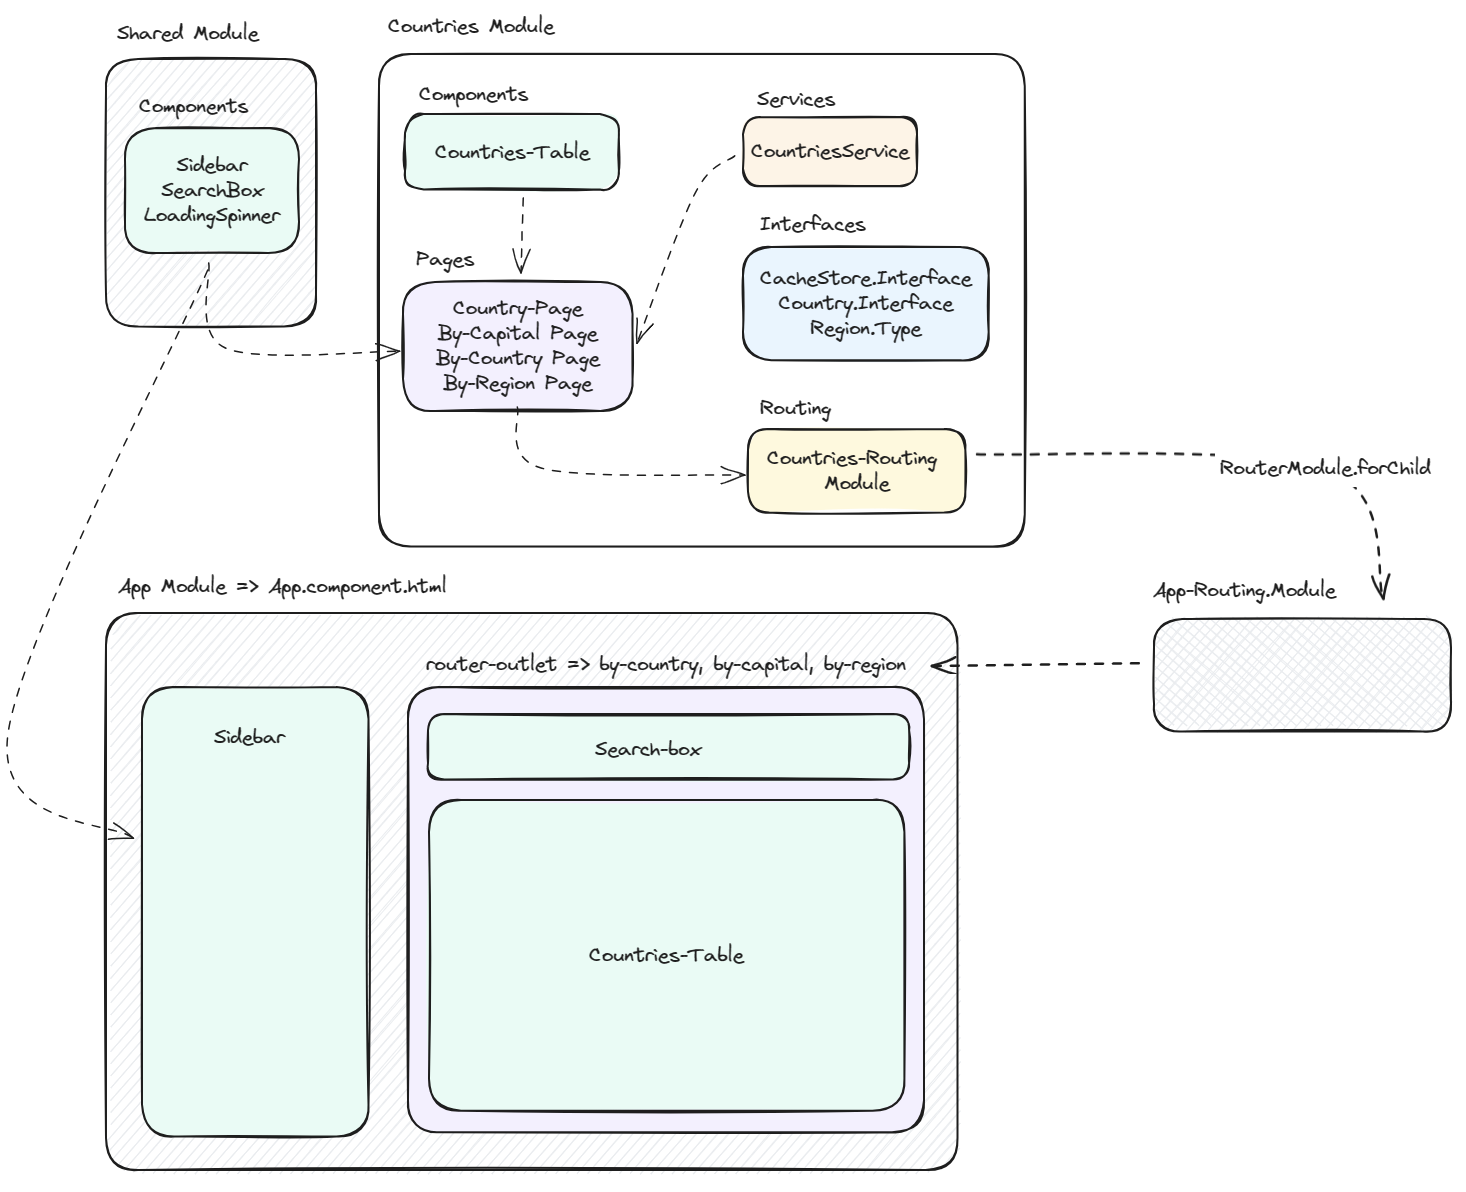 Shared Module
Components
Sidebar
SearchBox
LoadingSpinner
Countries Module
Components
Countries-Table
Services
CountriesService
Pages
Country-Page
By-Capital Page
By-Country Page
By-Region Page
Interfaces
CacheStore.Interface
Country.Interface
Region.Type
Routing
Countries-Routing
Module
RouterModule.forChild
App-Routing.Module
App Module => App.component.html
router-outlet => by-country, by-capital, by-region
Sidebar
Search-box
Countries-Table